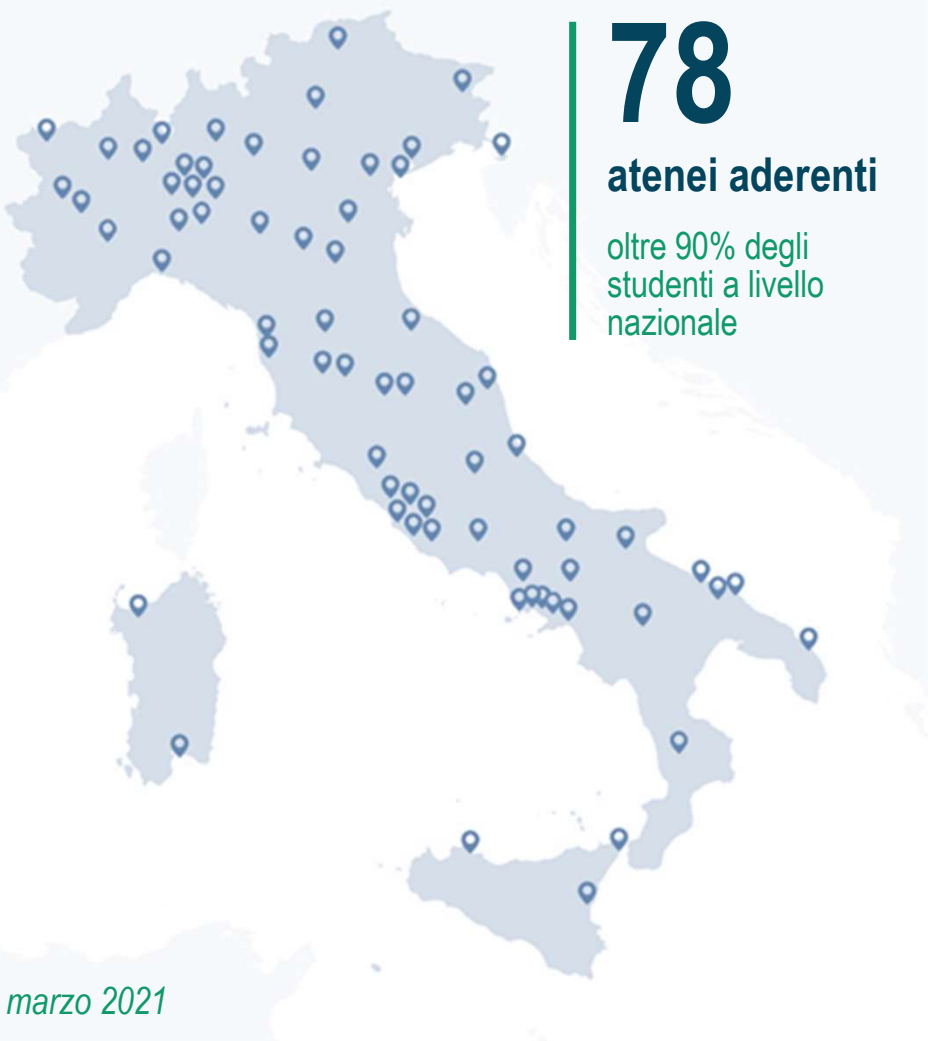 78
atenei aderenti
oltre 90% degli
studenti a livello
nazionale
marzo 2021